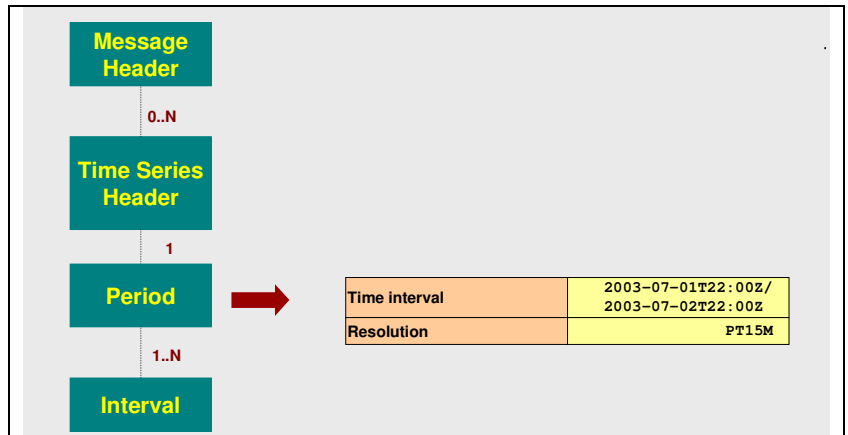 Message
Header
.
0..N
Time Series
Header
1
Period
Time interval
2003-07-01T22:00Z/
2003-07-02T22:00Z
Resolution
PT15M
1..N
Interval